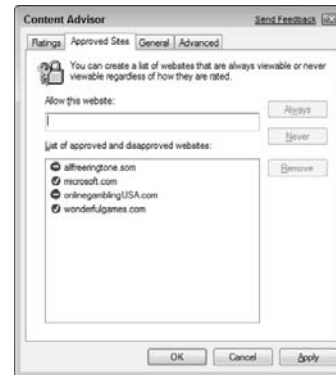 Content Advisor Send Feedback
Ratings Approved Sites General Advanced
You can create a list of websites that are always viewable or never
viewable regardless of how they are rated.
Allow this website:
Always
Never
List of approved and disapproved websites:
Remove
allfreeringtone.som
microsoft.com
onlinegamblingUSA.com
wonderfulgames.com
OK Cancel Apply